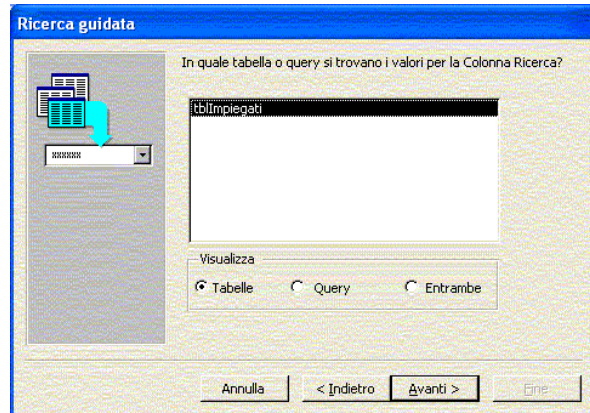 Ricerca guidata
In quale tabella o query si trovano i valori per la Colonna Ricerca?
tblImpiegati
xxxxxx
Visualizza
Tabelle Query Entrambe
Annulla < Indietro Avanti > Fine